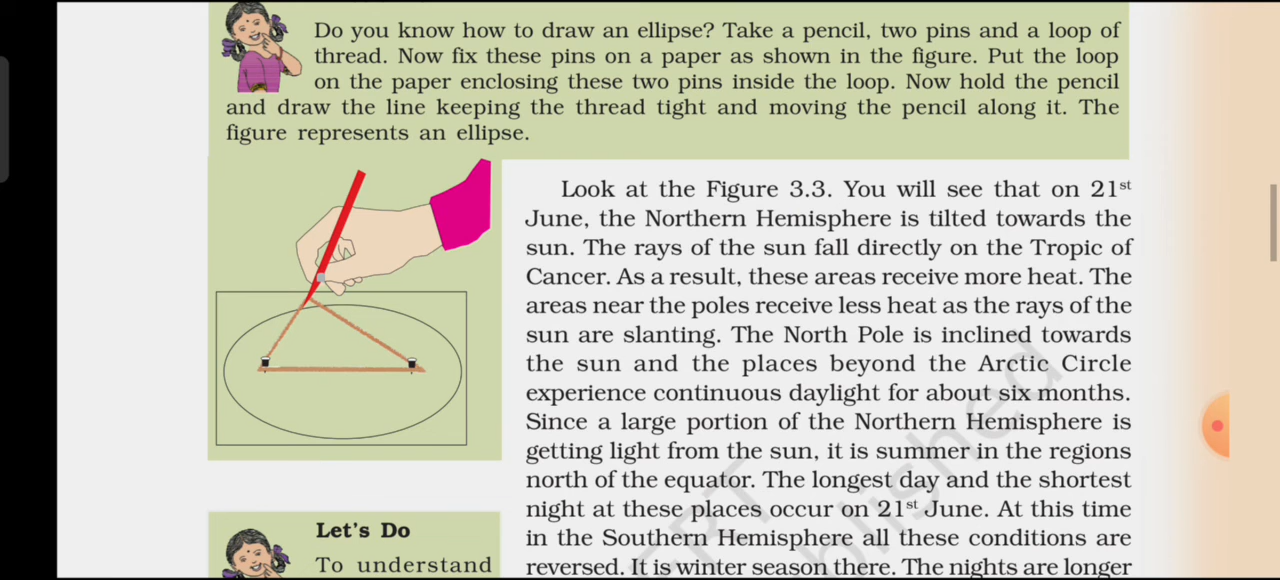 Do you know how to draw an ellipse? Take a pencil, two pins and a loop of
thread. Now fix these pins on a paper as shown in the figure. Put the loop
on the paper enclosing these two pins inside the loop. Now hold the pencil
and draw the line keeping the thread tight and moving the pencil along it. The
figure represents an ellipse.
Look at the Figure 3.3. You will see that on 21st
June, the Northern Hemisphere is tilted towards the
sun. The rays of the sun fall directly on the Tropic of
Cancer. As a result, these areas receive more heat. The
areas near the poles receive less heat as the rays of the
sun are slanting. The North Pole is inclined towards
the sun and the places beyond the Arctic Circle
experience continuous daylight for about six months.
Since a large portion of the Northern Hemisphere is
getting light from the sun, it is summer in the regions
north of the equator. The longest day and the shortest
night at these places occur on 21st June. At this time
in the Southern Hemisphere all these conditions are
reversed. It is winter season there. The nights are longer
Let's Do
To understand